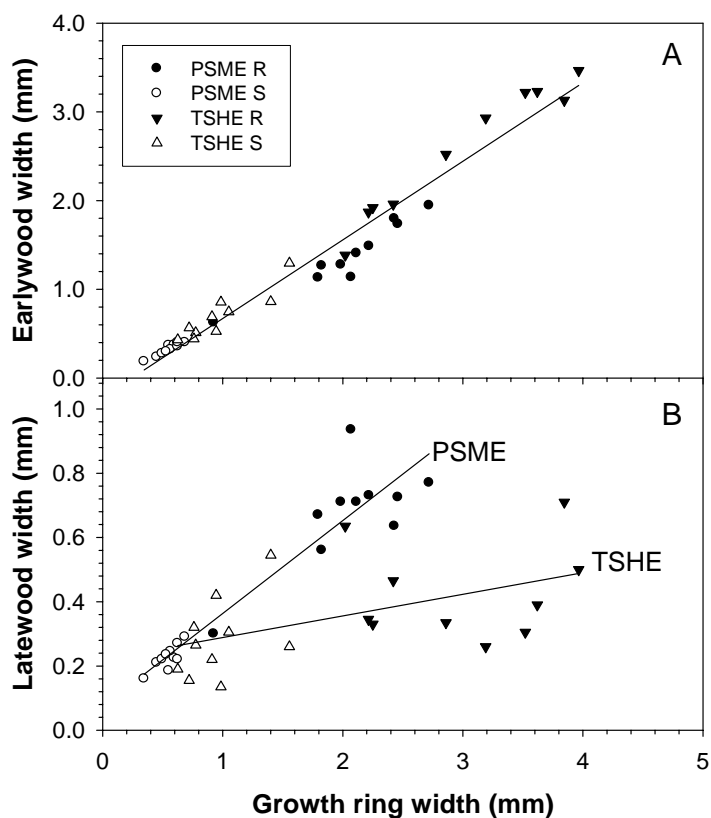 4.0
A
PSME R
PSME S
TSHE R
TSHE S
3.0
2.0
1.0
0.0
Earlywood width (mm)
1.0
B
PSME
0.8
0.6
TSHE
0.4
0.2
0.0
Latewood width (mm)
0 1 2 3 4 5
Growth ring width (mm)